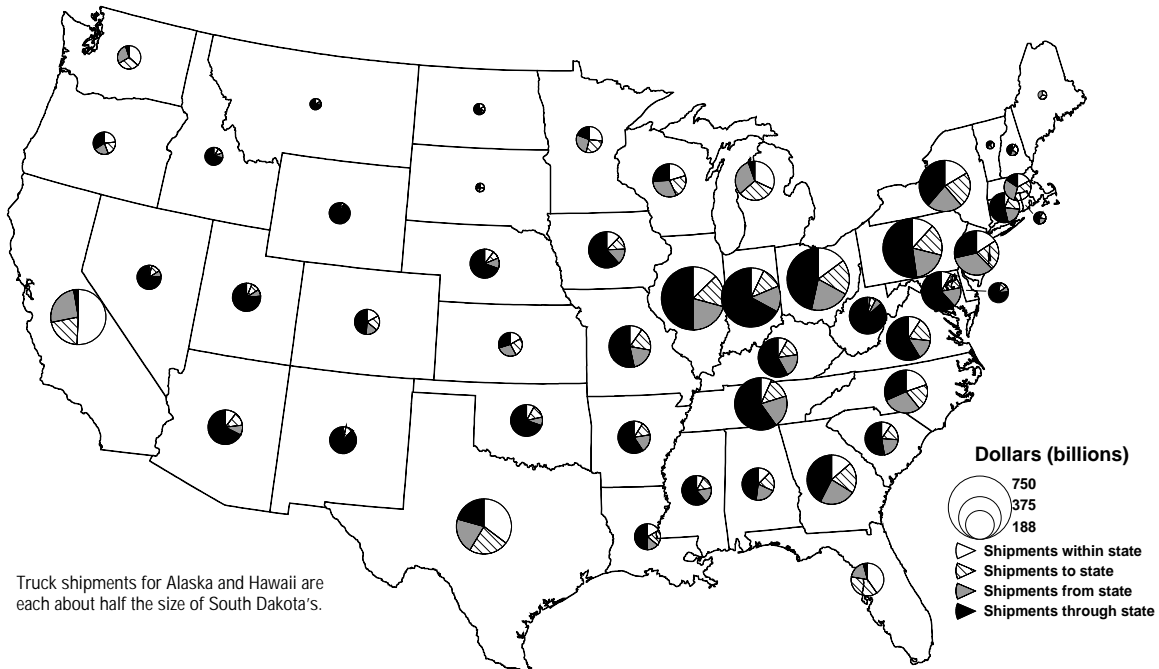 Dollars (billions)
750
375
188
Shipments within state
Shipments to state
Shipments from state
Shipments through state
Truck shipments for Alaska and Hawaii are
each about half the size of South Dakota's.